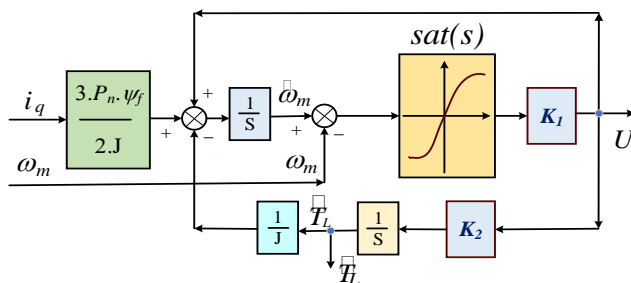 sat(s)
i_q
3.P_n.ψ_f
2.J
+
+
−
1
S
ω̂_m
+
−
K_1
U
ω_m
ω_m
1
J
T̂_L
1
S
K_2
T̂_L